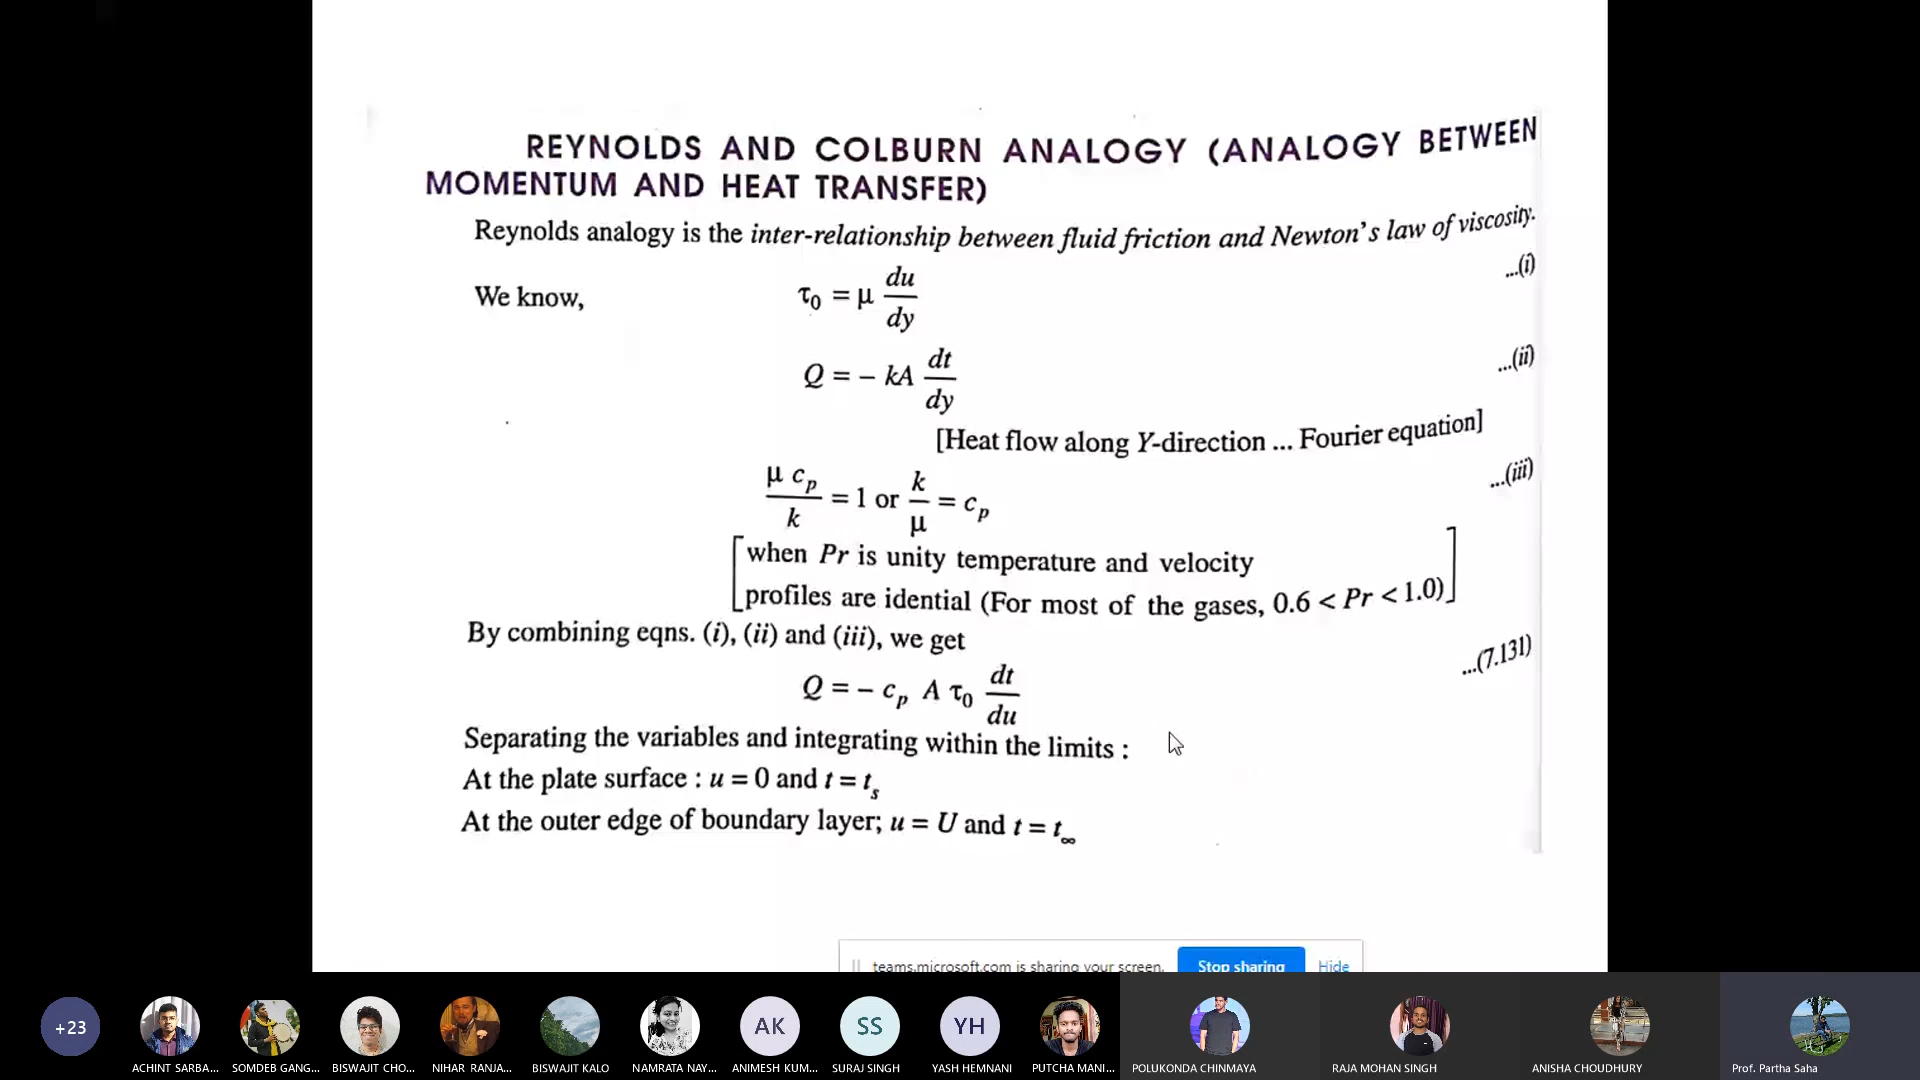 REYNOLDS AND COLBURN ANALOGY (ANALOGY BETWEEN
MOMENTUM AND HEAT TRANSFER)
Reynolds analogy is the inter-relationship between fluid friction and Newton's law of viscosity.
We know, τ₀ = μ du/dy ...(i)
Q = – kA dt/dy ...(ii)
[Heat flow along Y-direction ... Fourier equation]
μ cₚ/k = 1 or k/μ = cₚ ...(iii)
[when Pr is unity temperature and velocity
profiles are idential (For most of the gases, 0.6 < Pr < 1.0)]
By combining eqns. (i), (ii) and (iii), we get
Q = – cₚ A τ₀ dt/du ...(7.131)
Separating the variables and integrating within the limits :
At the plate surface : u = 0 and t = tₛ
At the outer edge of boundary layer; u = U and t = t∞
teams.microsoft.com is sharing your screen. Stop sharing Hide
+23 AK SS YH
ACHINT SARBA... SOMDEB GANG... BISWAJIT CHO... NIHAR RANJA... BISWAJIT KALO NAMRATA NAY... ANIMESH KUM... SURAJ SINGH YASH HEMNANI PUTCHA MANI... POLUKONDA CHINMAYA RAJA MOHAN SINGH ANISHA CHOUDHURY Prof. Partha Saha